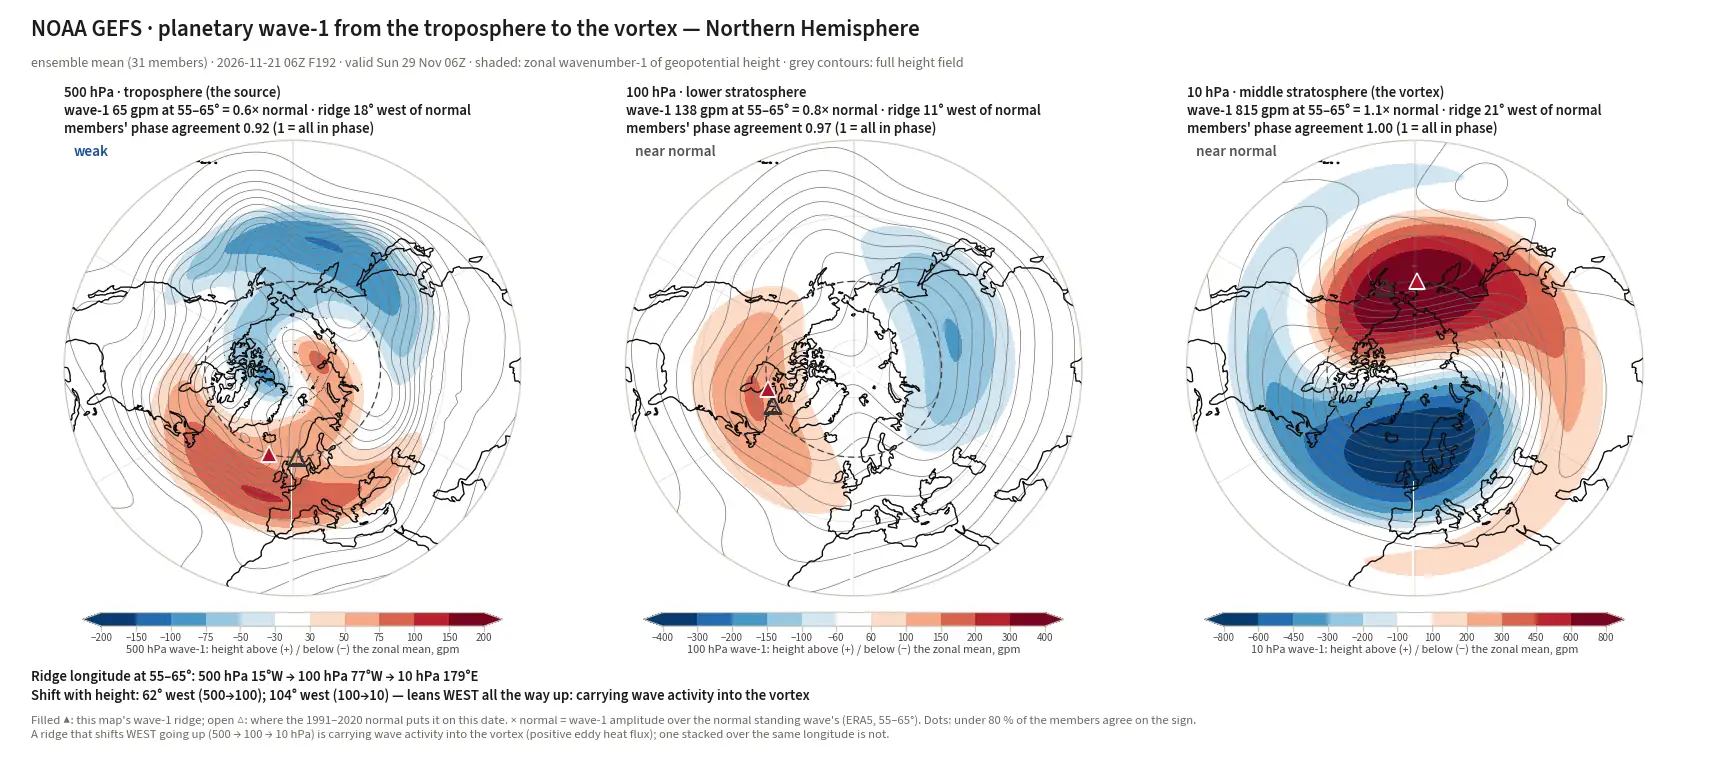 NOAA GEFS · planetary wave-1 from the troposphere to the vortex — Northern Hemisphere
ensemble mean (31 members) · 2026-11-21 06Z F192 · valid Sun 29 Nov 06Z · shaded: zonal wavenumber-1 of geopotential height · grey contours: full height field
500 hPa · troposphere (the source)
wave-1 65 gpm at 55–65° = 0.6× normal · ridge 18° west of normal
members' phase agreement 0.92 (1 = all in phase)
weak
100 hPa · lower stratosphere
wave-1 138 gpm at 55–65° = 0.8× normal · ridge 11° west of normal
members' phase agreement 0.97 (1 = all in phase)
near normal
10 hPa · middle stratosphere (the vortex)
wave-1 815 gpm at 55–65° = 1.1× normal · ridge 21° west of normal
members' phase agreement 1.00 (1 = all in phase)
near normal
−200 −150 −100 −75 −50 −30 30 50 75 100 150 200
500 hPa wave-1: height above (+) / below (−) the zonal mean, gpm
−400 −300 −200 −150 −100 −60 60 100 150 200 300 400
100 hPa wave-1: height above (+) / below (−) the zonal mean, gpm
−800 −600 −450 −300 −200 −100 100 200 300 450 600 800
10 hPa wave-1: height above (+) / below (−) the zonal mean, gpm
Ridge longitude at 55–65°: 500 hPa 15°W → 100 hPa 77°W → 10 hPa 179°E
Shift with height: 62° west (500→100); 104° west (100→10) — leans WEST all the way up: carrying wave activity into the vortex
Filled ▲: this map's wave-1 ridge; open △: where the 1991–2020 normal puts it on this date. × normal = wave-1 amplitude over the normal standing wave's (ERA5, 55–65°). Dots: under 80 % of the members agree on the sign.
A ridge that shifts WEST going up (500 → 100 → 10 hPa) is carrying wave activity into the vortex (positive eddy heat flux); one stacked over the same longitude is not.